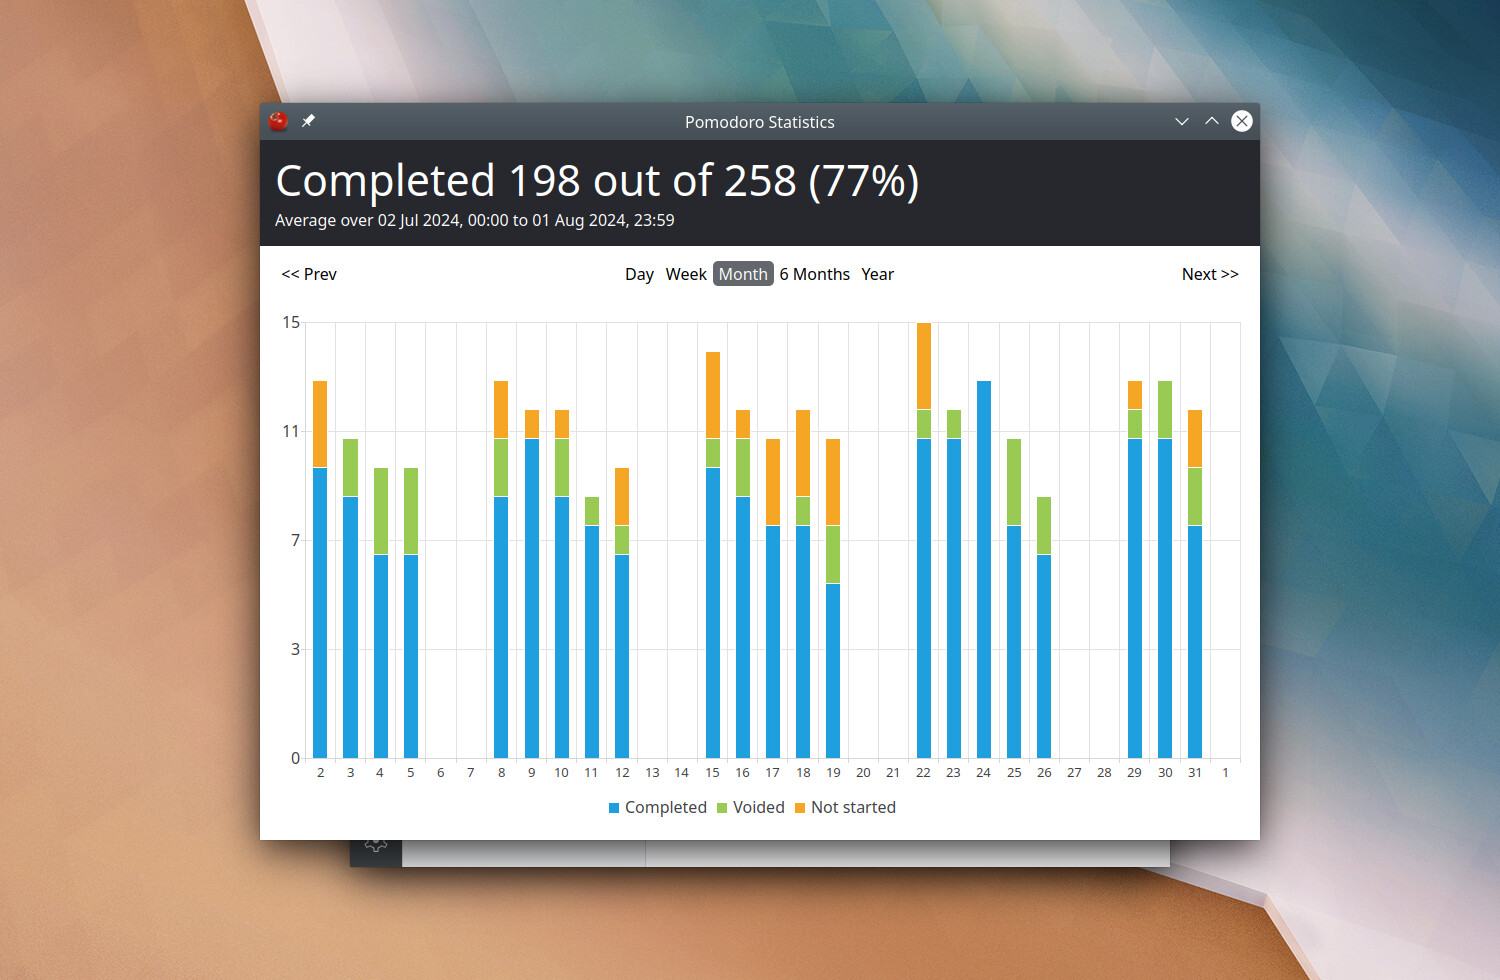 Pomodoro Statistics
Completed 198 out of 258 (77%)
Average over 02 Jul 2024, 00:00 to 01 Aug 2024, 23:59
<< Prev Day Week Month 6 Months Year Next >>
15
11
7
3
0
2 3 4 5 6 7 8 9 10 11 12 13 14 15 16 17 18 19 20 21 22 23 24 25 26 27 28 29 30 31 1
Completed Voided Not started